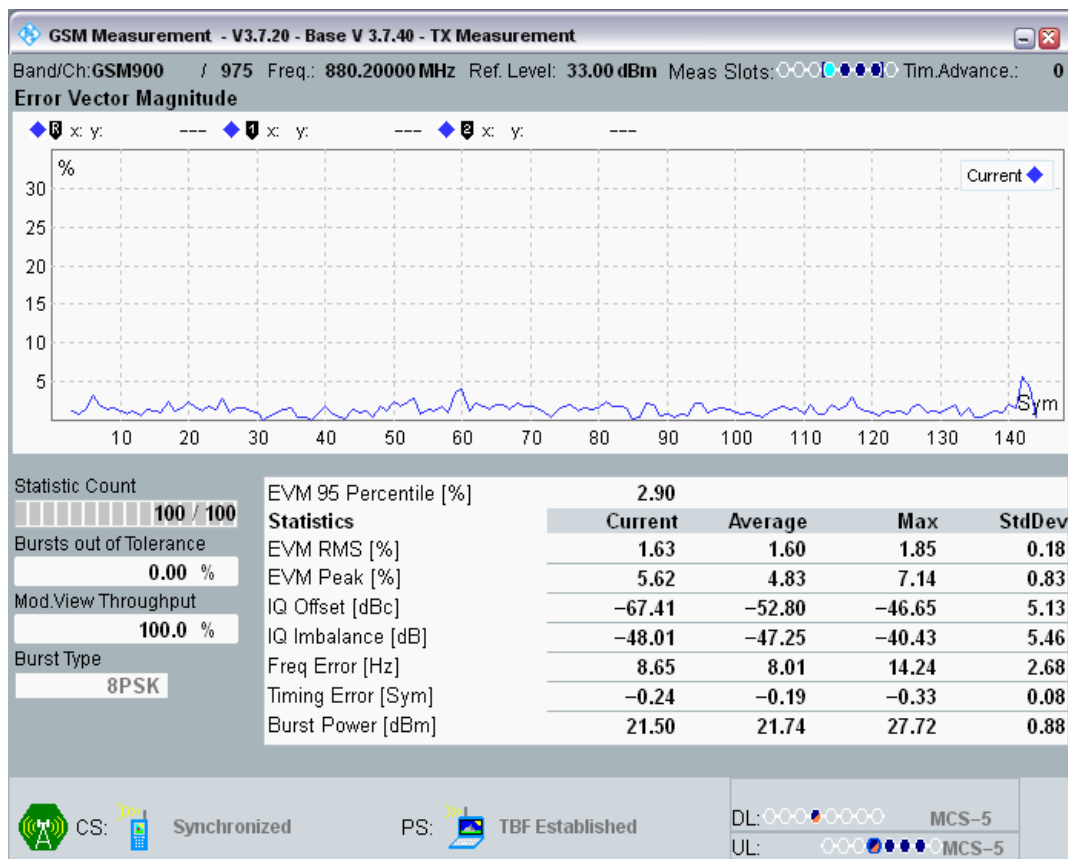 GSM Measurement - V3.7.20 - Base V 3.7.40 - TX Measurement
Band/Ch:GSM900 / 975 Freq.: 880.20000 MHz Ref. Level: 33.00 dBm Meas Slots: Tim.Advance.: 0
Error Vector Magnitude
R x: y: --- 1 x: y: --- 2 x: y: ---
%
Current
30
25
20
15
10
5
Sym
10 20 30 40 50 60 70 80 90 100 110 120 130 140
Statistic Count
100 / 100
Bursts out of Tolerance
0.00 %
Mod.View Throughput
100.0 %
Burst Type
8PSK
EVM 95 Percentile [%] 2.90
Statistics Current Average Max StdDev
EVM RMS [%] 1.63 1.60 1.85 0.18
EVM Peak [%] 5.62 4.83 7.14 0.83
IQ Offset [dBc] −67.41 −52.80 −46.65 5.13
IQ Imbalance [dB] −48.01 −47.25 −40.43 5.46
Freq Error [Hz] 8.65 8.01 14.24 2.68
Timing Error [Sym] −0.24 −0.19 −0.33 0.08
Burst Power [dBm] 21.50 21.74 27.72 0.88
CS: Synchronized PS: TBF Established
DL: MCS−5
UL: MCS−5